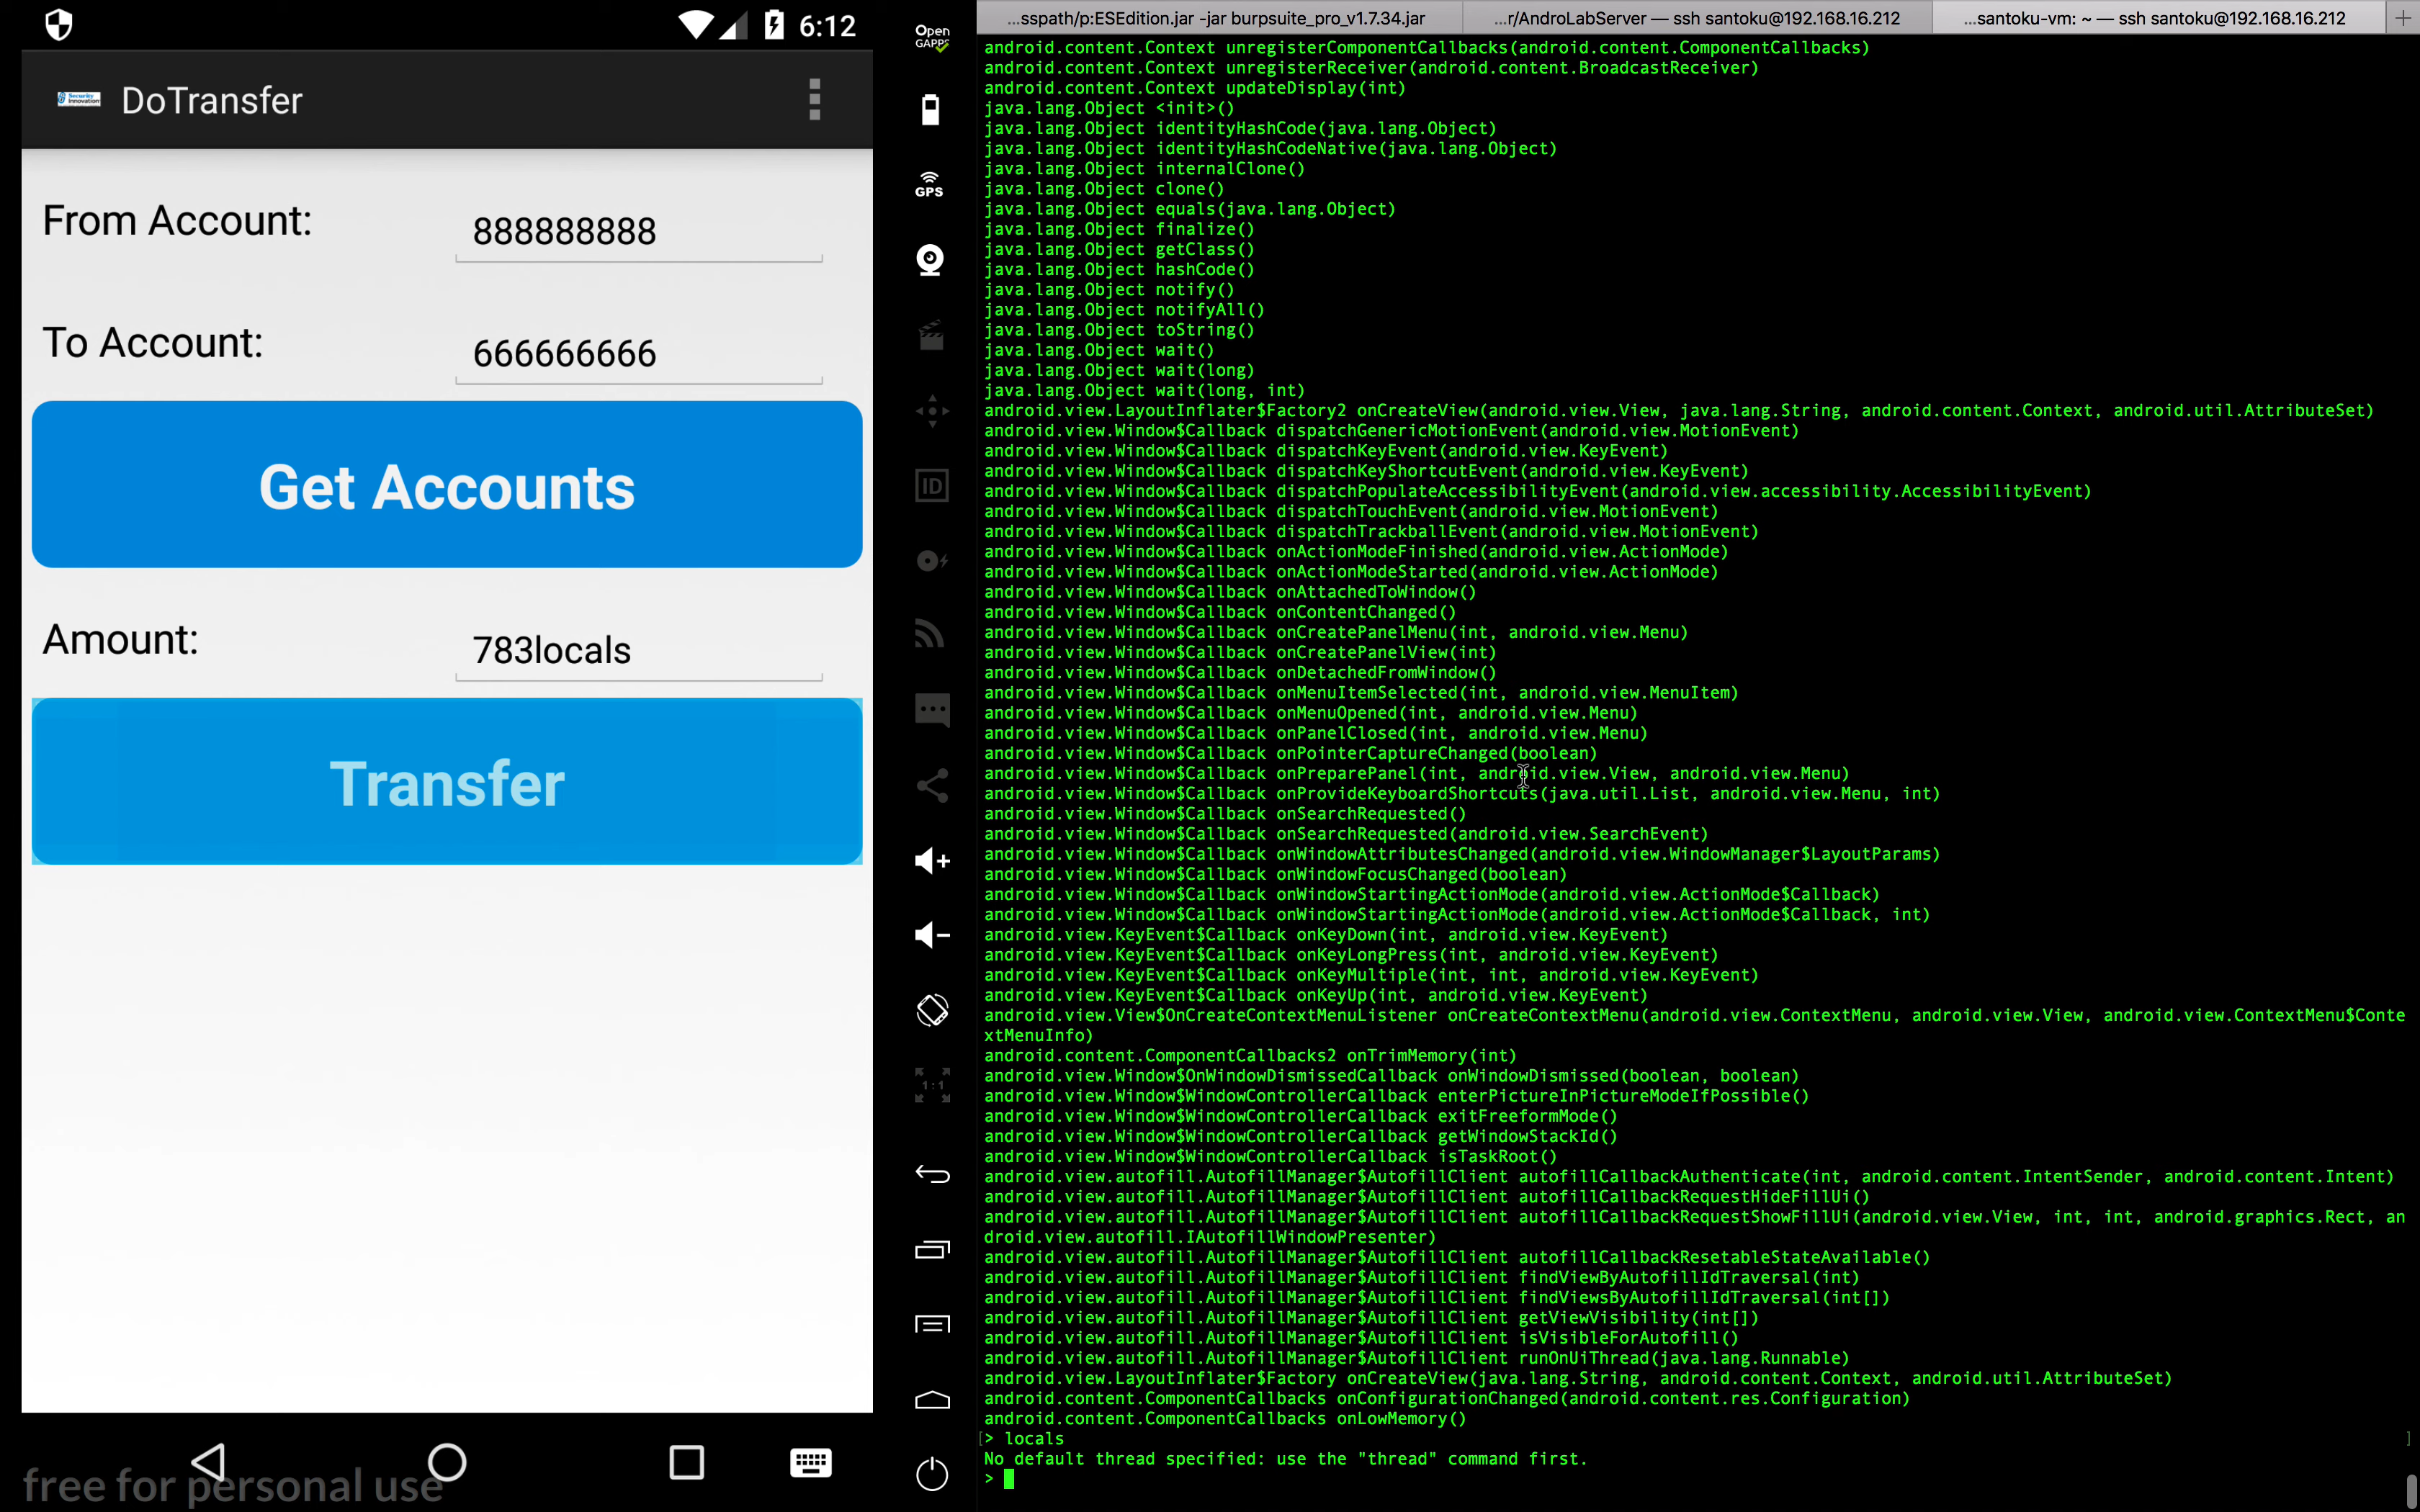 6:12
Security Innovation
DoTransfer
From Account:
888888888
To Account:
666666666
Get Accounts
Amount:
783locals
Transfer
free for personal use
Open
GAPPS
GPS
ID
1:1
...sspath/p:ESEdition.jar -jar burpsuite_pro_v1.7.34.jar
...r/AndroLabServer — ssh santoku@192.168.16.212
...santoku-vm: ~ — ssh santoku@192.168.16.212
android.content.Context unregisterComponentCallbacks(android.content.ComponentCallbacks)
android.content.Context unregisterReceiver(android.content.BroadcastReceiver)
android.content.Context updateDisplay(int)
java.lang.Object <init>()
java.lang.Object identityHashCode(java.lang.Object)
java.lang.Object identityHashCodeNative(java.lang.Object)
java.lang.Object internalClone()
java.lang.Object clone()
java.lang.Object equals(java.lang.Object)
java.lang.Object finalize()
java.lang.Object getClass()
java.lang.Object hashCode()
java.lang.Object notify()
java.lang.Object notifyAll()
java.lang.Object toString()
java.lang.Object wait()
java.lang.Object wait(long)
java.lang.Object wait(long, int)
android.view.LayoutInflater$Factory2 onCreateView(android.view.View, java.lang.String, android.content.Context, android.util.AttributeSet)
android.view.Window$Callback dispatchGenericMotionEvent(android.view.MotionEvent)
android.view.Window$Callback dispatchKeyEvent(android.view.KeyEvent)
android.view.Window$Callback dispatchKeyShortcutEvent(android.view.KeyEvent)
android.view.Window$Callback dispatchPopulateAccessibilityEvent(android.view.accessibility.AccessibilityEvent)
android.view.Window$Callback dispatchTouchEvent(android.view.MotionEvent)
android.view.Window$Callback dispatchTrackballEvent(android.view.MotionEvent)
android.view.Window$Callback onActionModeFinished(android.view.ActionMode)
android.view.Window$Callback onActionModeStarted(android.view.ActionMode)
android.view.Window$Callback onAttachedToWindow()
android.view.Window$Callback onContentChanged()
android.view.Window$Callback onCreatePanelMenu(int, android.view.Menu)
android.view.Window$Callback onCreatePanelView(int)
android.view.Window$Callback onDetachedFromWindow()
android.view.Window$Callback onMenuItemSelected(int, android.view.MenuItem)
android.view.Window$Callback onMenuOpened(int, android.view.Menu)
android.view.Window$Callback onPanelClosed(int, android.view.Menu)
android.view.Window$Callback onPointerCaptureChanged(boolean)
android.view.Window$Callback onPreparePanel(int, android.view.View, android.view.Menu)
android.view.Window$Callback onProvideKeyboardShortcuts(java.util.List, android.view.Menu, int)
android.view.Window$Callback onSearchRequested()
android.view.Window$Callback onSearchRequested(android.view.SearchEvent)
android.view.Window$Callback onWindowAttributesChanged(android.view.WindowManager$LayoutParams)
android.view.Window$Callback onWindowFocusChanged(boolean)
android.view.Window$Callback onWindowStartingActionMode(android.view.ActionMode$Callback)
android.view.Window$Callback onWindowStartingActionMode(android.view.ActionMode$Callback, int)
android.view.KeyEvent$Callback onKeyDown(int, android.view.KeyEvent)
android.view.KeyEvent$Callback onKeyLongPress(int, android.view.KeyEvent)
android.view.KeyEvent$Callback onKeyMultiple(int, int, android.view.KeyEvent)
android.view.KeyEvent$Callback onKeyUp(int, android.view.KeyEvent)
android.view.View$OnCreateContextMenuListener onCreateContextMenu(android.view.ContextMenu, android.view.View, android.view.ContextMenu$Conte
xtMenuInfo)
android.content.ComponentCallbacks2 onTrimMemory(int)
android.view.Window$OnWindowDismissedCallback onWindowDismissed(boolean, boolean)
android.view.Window$WindowControllerCallback enterPictureInPictureModeIfPossible()
android.view.Window$WindowControllerCallback exitFreeformMode()
android.view.Window$WindowControllerCallback getWindowStackId()
android.view.Window$WindowControllerCallback isTaskRoot()
android.view.autofill.AutofillManager$AutofillClient autofillCallbackAuthenticate(int, android.content.IntentSender, android.content.Intent)
android.view.autofill.AutofillManager$AutofillClient autofillCallbackRequestHideFillUi()
android.view.autofill.AutofillManager$AutofillClient autofillCallbackRequestShowFillUi(android.view.View, int, int, android.graphics.Rect, an
droid.view.autofill.IAutofillWindowPresenter)
android.view.autofill.AutofillManager$AutofillClient autofillCallbackResetableStateAvailable()
android.view.autofill.AutofillManager$AutofillClient findViewByAutofillIdTraversal(int)
android.view.autofill.AutofillManager$AutofillClient findViewsByAutofillIdTraversal(int[])
android.view.autofill.AutofillManager$AutofillClient getViewVisibility(int[])
android.view.autofill.AutofillManager$AutofillClient isVisibleForAutofill()
android.view.autofill.AutofillManager$AutofillClient runOnUiThread(java.lang.Runnable)
android.view.LayoutInflater$Factory onCreateView(java.lang.String, android.content.Context, android.util.AttributeSet)
android.content.ComponentCallbacks onConfigurationChanged(android.content.res.Configuration)
android.content.ComponentCallbacks onLowMemory()
[> locals ]
No default thread specified: use the "thread" command first.
>